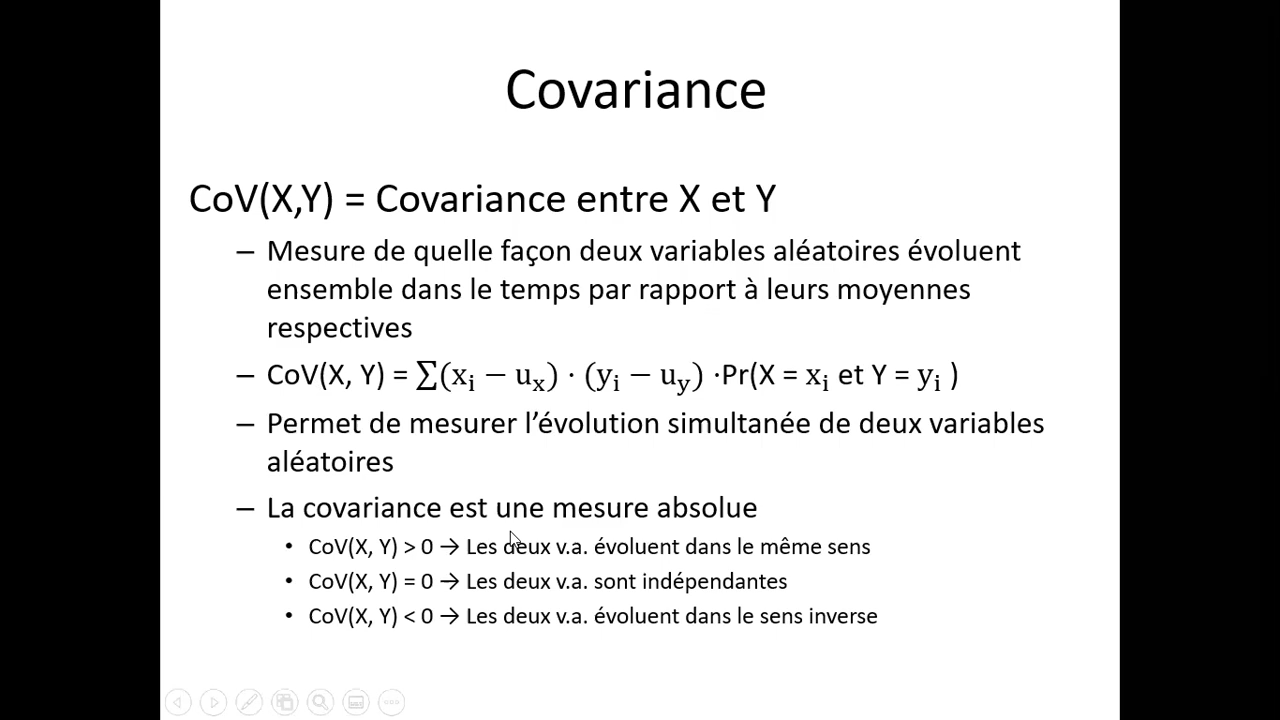 Covariance
CoV(X,Y) = Covariance entre X et Y
– Mesure de quelle façon deux variables aléatoires évoluent
ensemble dans le temps par rapport à leurs moyennes
respectives
– CoV(X, Y) = ∑(xᵢ − uₓ) · (yᵢ − u_y) ·Pr(X = xᵢ et Y = yᵢ )
– Permet de mesurer l’évolution simultanée de deux variables
aléatoires
– La covariance est une mesure absolue
• CoV(X, Y) > 0 → Les deux v.a. évoluent dans le même sens
• CoV(X, Y) = 0 → Les deux v.a. sont indépendantes
• CoV(X, Y) < 0 → Les deux v.a. évoluent dans le sens inverse